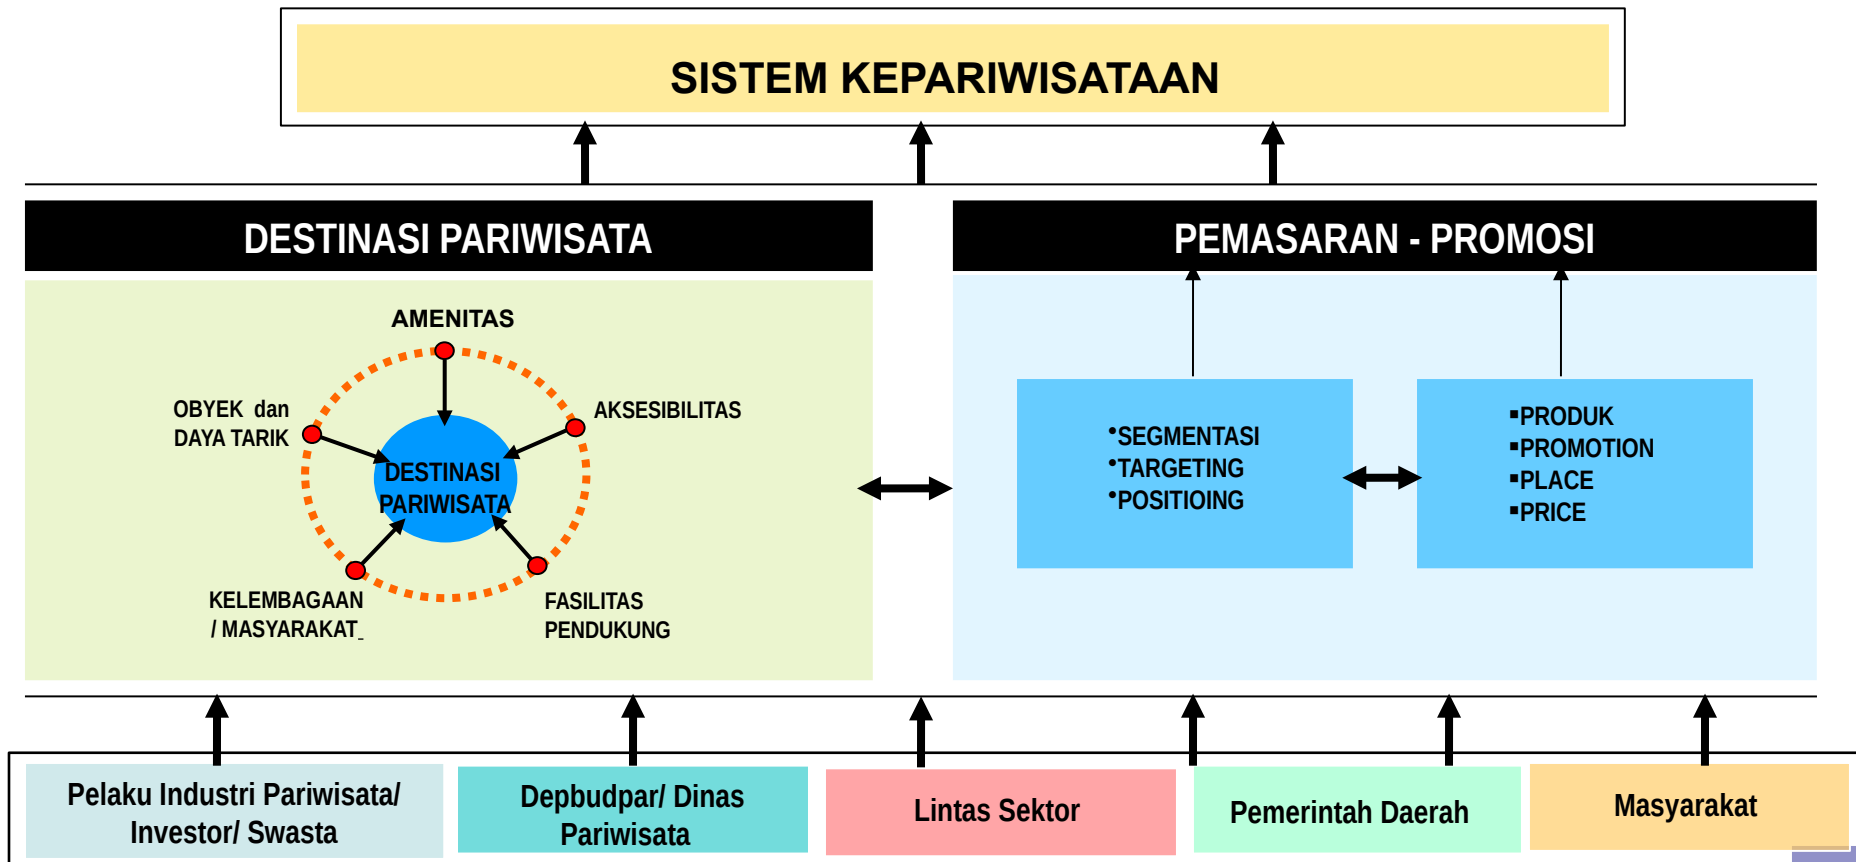 SISTEM KEPARIWISATAAN
DESTINASI PARIWISATA
AMENITAS
OBYEK dan
DAYA TARIK
AKSESIBILITAS
DESTINASI
PARIWISATA
KELEMBAGAAN
/ MASYARAKAT
FASILITAS
PENDUKUNG
PEMASARAN - PROMOSI
•SEGMENTASI
•TARGETING
•POSITIOING
▪PRODUK
▪PROMOTION
▪PLACE
▪PRICE
Pelaku Industri Pariwisata/
Investor/ Swasta
Depbudpar/ Dinas
Pariwisata
Lintas Sektor
Pemerintah Daerah
Masyarakat